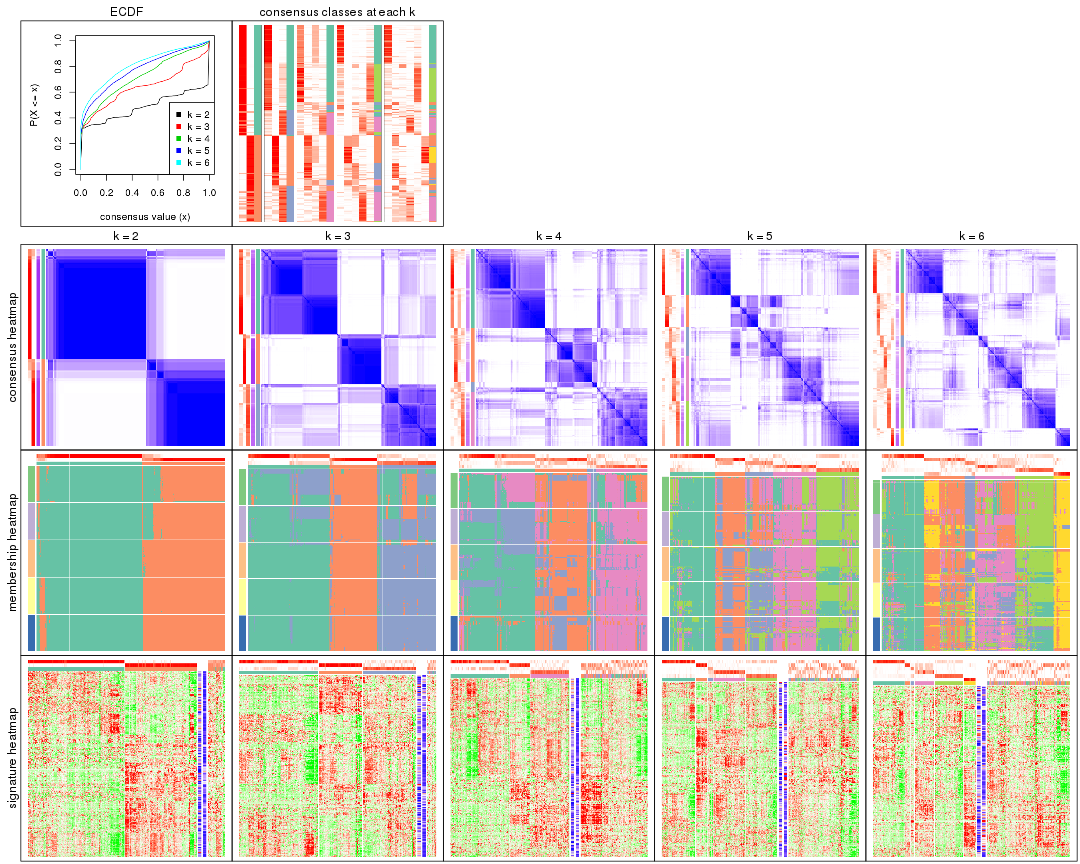 ECDF
consensus classes at each k
P(X <= x)
0.0 0.2 0.4 0.6 0.8 1.0
k = 2
k = 3
k = 4
k = 5
k = 6
0.0 0.2 0.4 0.6 0.8 1.0
consensus value (x)
k = 2
k = 3
k = 4
k = 5
k = 6
consensus heatmap
membership heatmap
signature heatmap